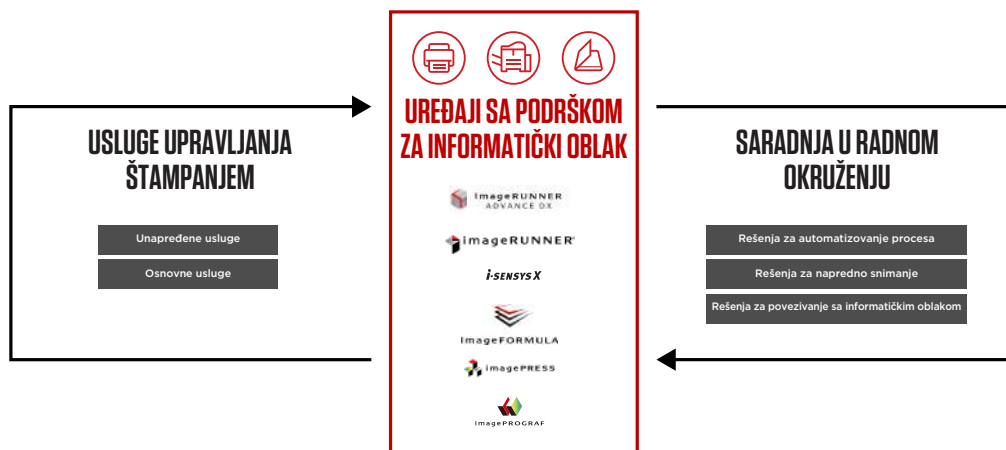 USLUGE UPRAVLJANJA
ŠTAMPANJEM
Unapređene usluge
Osnovne usluge
UREĐAJI SA PODRŠKOM
ZA INFORMATIČKI OBLAK
imageRUNNER
ADVANCE DX
imageRUNNER
i-SENSYS X
imageFORMULA
imagePRESS
imagePROGRAF
SARADNJA U RADNOM
OKRUŽENJU
Rešenja za automatizovanje procesa
Rešenja za napredno snimanje
Rešenja za povezivanje sa informatičkim oblakom